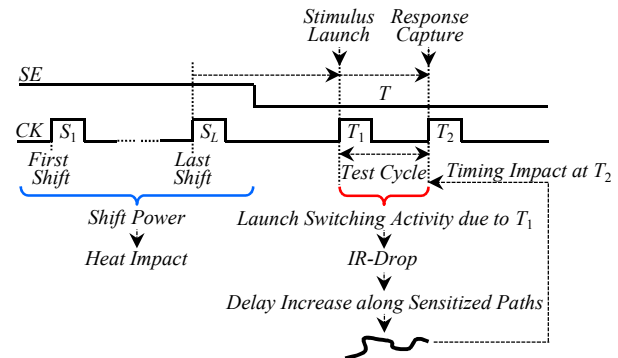 Stimulus Launch
Response Capture
SE
T
CK
S1
...... ......
SL
T1
T2
First Shift
Last Shift
Test Cycle
Timing Impact at T2
Shift Power
Launch Switching Activity due to T1
Heat Impact
IR-Drop
Delay Increase along Sensitized Paths